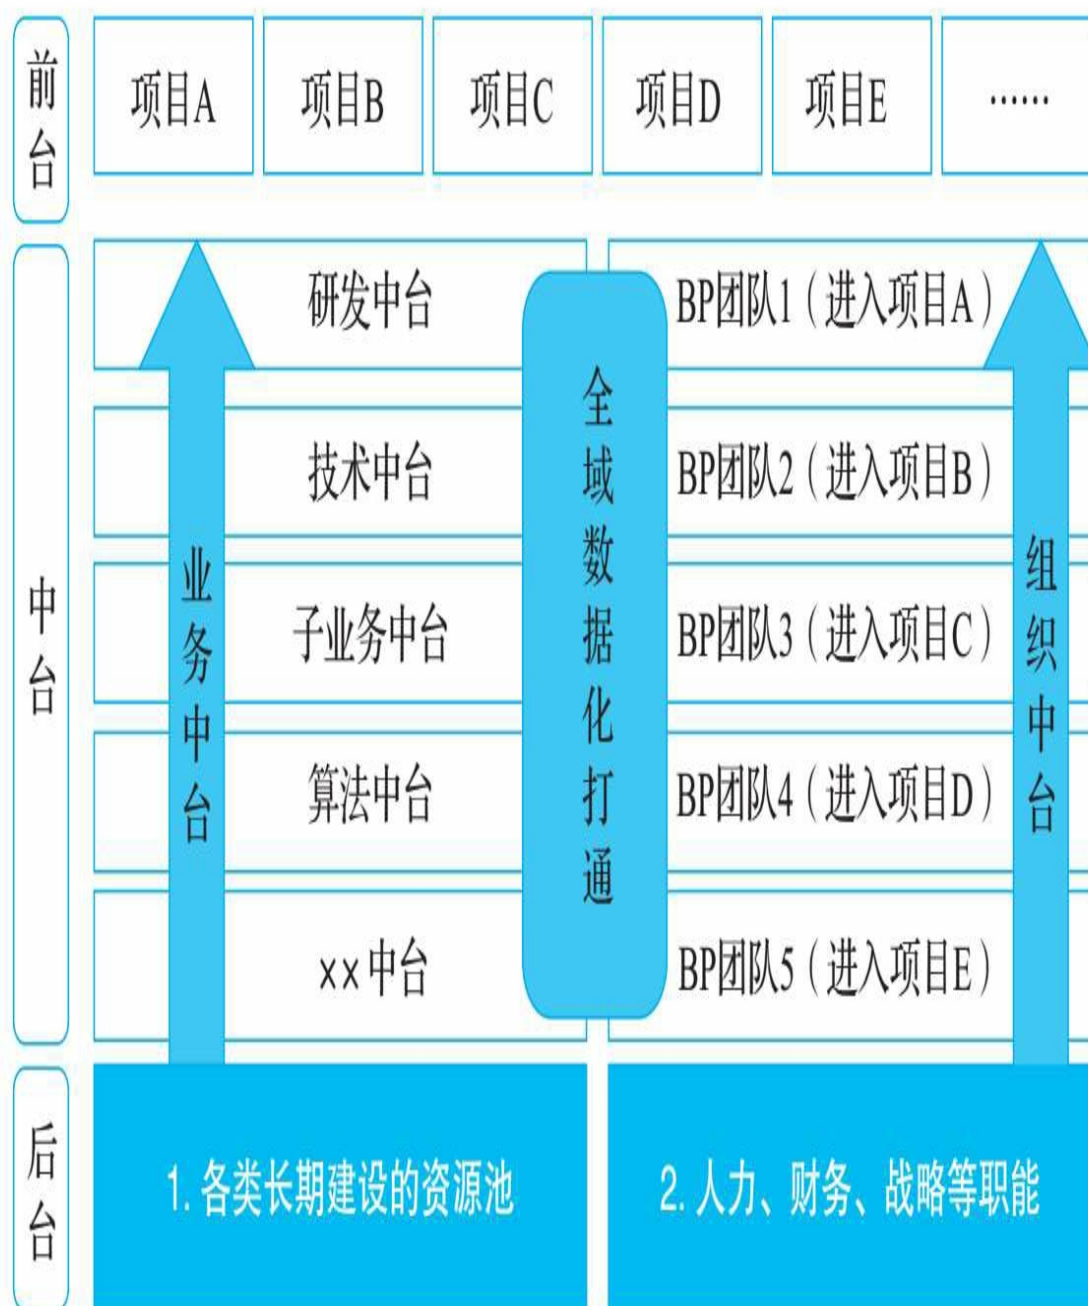 前台
项目A
项目B
项目C
项目D
项目E
……
中台
业务中台
研发中台
技术中台
子业务中台
算法中台
××中台
全域数据化打通
BP团队1（进入项目A）
BP团队2（进入项目B）
BP团队3（进入项目C）
BP团队4（进入项目D）
BP团队5（进入项目E）
组织中台
后台
1. 各类长期建设的资源池
2. 人力、财务、战略等职能